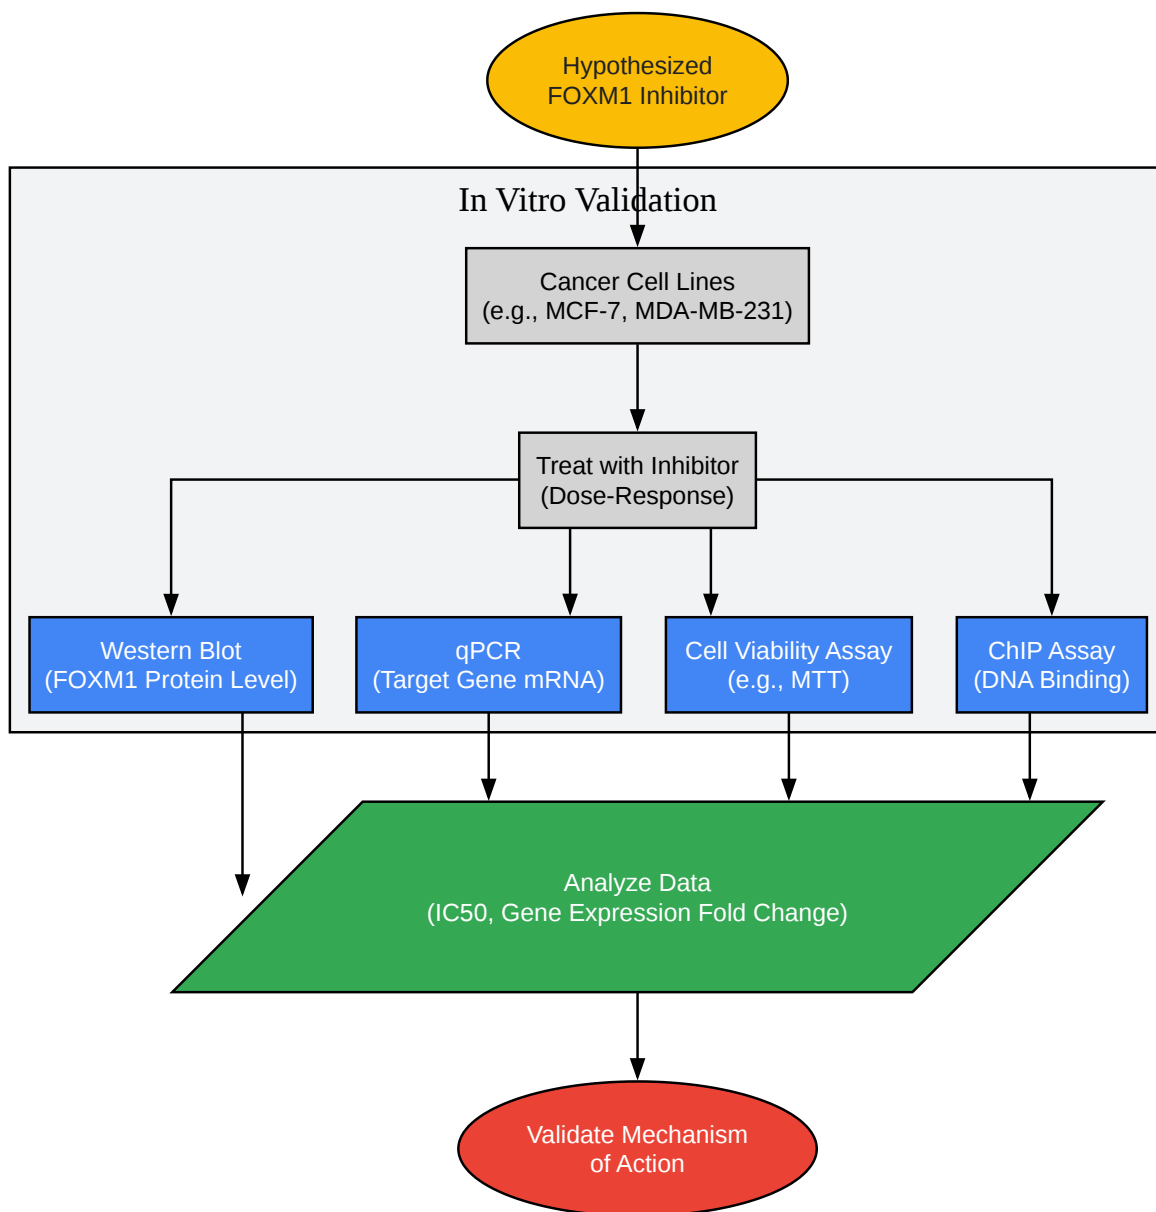 Hypothesized
FOXM1 Inhibitor
In Vitro Validation
Cancer Cell Lines
(e.g., MCF-7, MDA-MB-231)
Treat with Inhibitor
(Dose-Response)
Western Blot
(FOXM1 Protein Level)
qPCR
(Target Gene mRNA)
Cell Viability Assay
(e.g., MTT)
ChIP Assay
(DNA Binding)
Analyze Data
(IC50, Gene Expression Fold Change)
Validate Mechanism
of Action